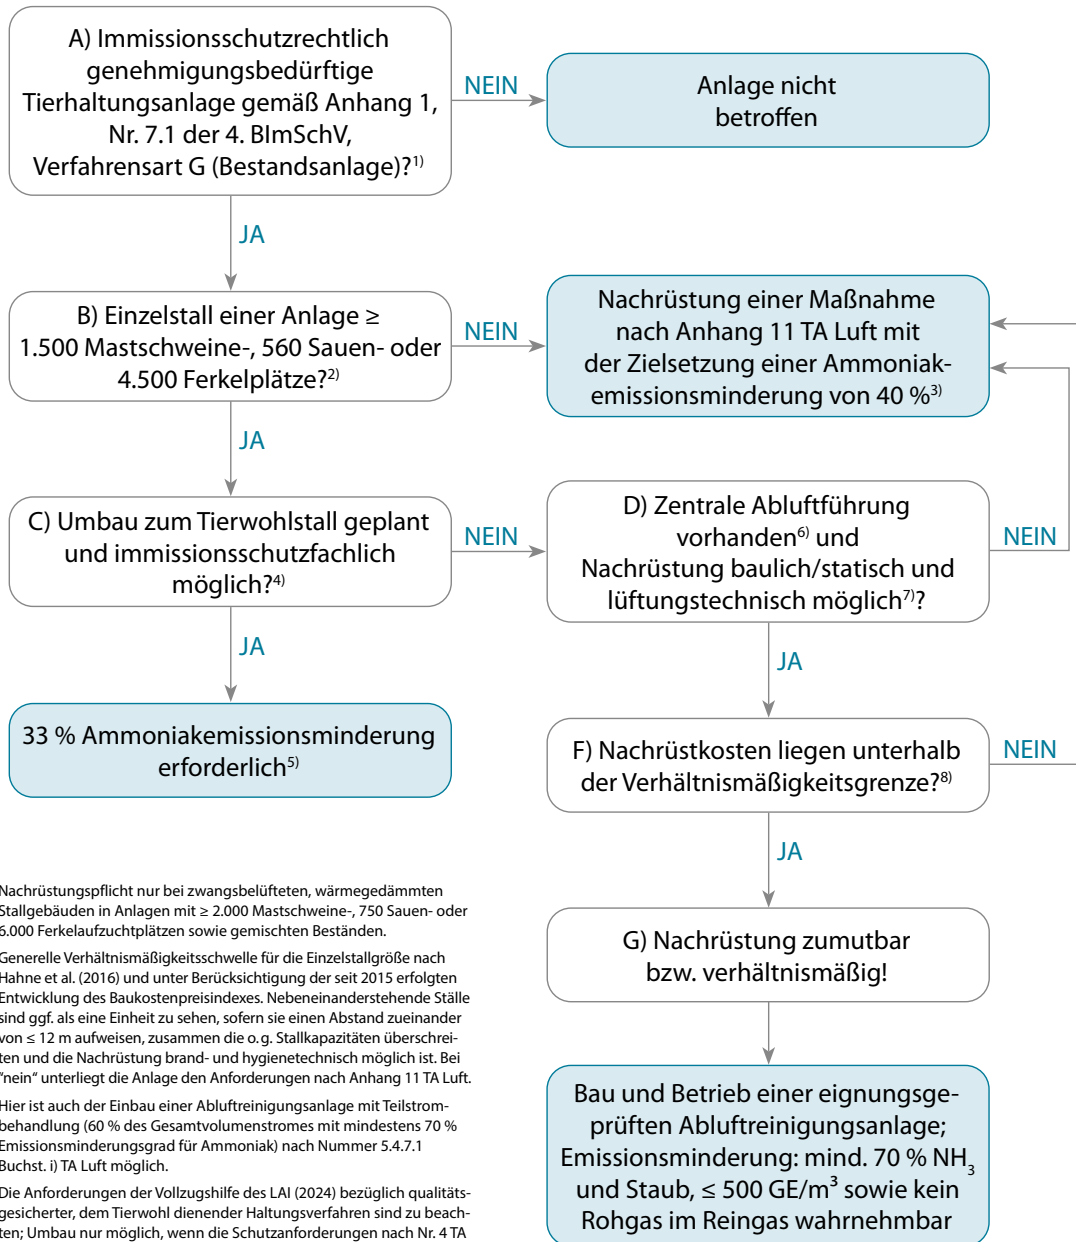 A) Immissionsschutzrechtlich
genehmigungsbedürftige
Tierhaltungsanlage gemäß Anhang 1,
Nr. 7.1 der 4. BImSchV,
Verfahrensart G (Bestandsanlage)?1)
NEIN
Anlage nicht
betroffen
JA
B) Einzelstall einer Anlage ≥
1.500 Mastschweine-, 560 Sauen- oder
4.500 Ferkelplätze?2)
NEIN
Nachrüstung einer Maßnahme
nach Anhang 11 TA Luft mit
der Zielsetzung einer Ammoniak-
emissionsminderung von 40 %3)
JA
C) Umbau zum Tierwohlstall geplant
und immissionsschutzfachlich
möglich?4)
NEIN
D) Zentrale Abluftführung
vorhanden6) und
Nachrüstung baulich/statisch und
lüftungstechnisch möglich7)?
NEIN
JA
JA
33 % Ammoniakemissionsminderung
erforderlich5)
F) Nachrüstkosten liegen unterhalb
der Verhältnismäßigkeitsgrenze?8)
NEIN
JA
G) Nachrüstung zumutbar
bzw. verhältnismäßig!
Bau und Betrieb einer eignungsge-
prüften Abluftreinigungsanlage;
Emissionsminderung: mind. 70 % NH3
und Staub, ≤ 500 GE/m³ sowie kein
Rohgas im Reingas wahrnehmbar
Nachrüstungspflicht nur bei zwangsbelüfteten, wärmegedämmten
Stallgebäuden in Anlagen mit ≥ 2.000 Mastschweine-, 750 Sauen- oder
6.000 Ferkelaufzuchtplätzen sowie gemischten Beständen.
Generelle Verhältnismäßigkeitsschwelle für die Einzelstallgröße nach
Hahne et al. (2016) und unter Berücksichtigung der seit 2015 erfolgten
Entwicklung des Baukostenpreisindexes. Nebeneinanderstehende Ställe
sind ggf. als eine Einheit zu sehen, sofern sie einen Abstand zueinander
von ≤ 12 m aufweisen, zusammen die o. g. Stallkapazitäten überschrei-
ten und die Nachrüstung brand- und hygienetechnisch möglich ist. Bei
"nein“ unterliegt die Anlage den Anforderungen nach Anhang 11 TA Luft.
Hier ist auch der Einbau einer Abluftreinigungsanlage mit Teilstrom-
behandlung (60 % des Gesamtvolumenstromes mit mindestens 70 %
Emissionsminderungsgrad für Ammoniak) nach Nummer 5.4.7.1
Buchst. i) TA Luft möglich.
Die Anforderungen der Vollzugshilfe des LAI (2024) bezüglich qualitäts-
gesicherter, dem Tierwohl dienender Haltungsverfahren sind zu beach-
ten; Umbau nur möglich, wenn die Schutzanforderungen nach Nr. 4 TA